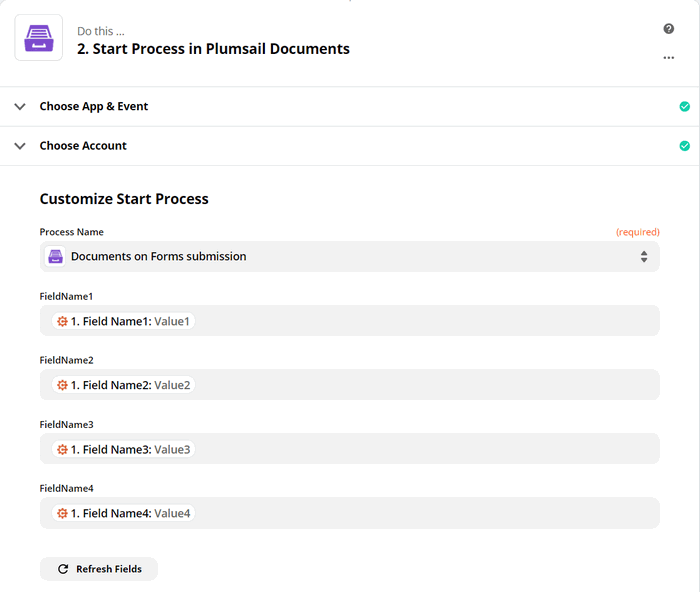 Do this ...
2. Start Process in Plumsail Documents
Choose App & Event
Choose Account
Customize Start Process
Process Name (required)
Documents on Forms submission
FieldName1
1. Field Name1: Value1
FieldName2
1. Field Name2: Value2
FieldName3
1. Field Name3: Value3
FieldName4
1. Field Name4: Value4
Refresh Fields